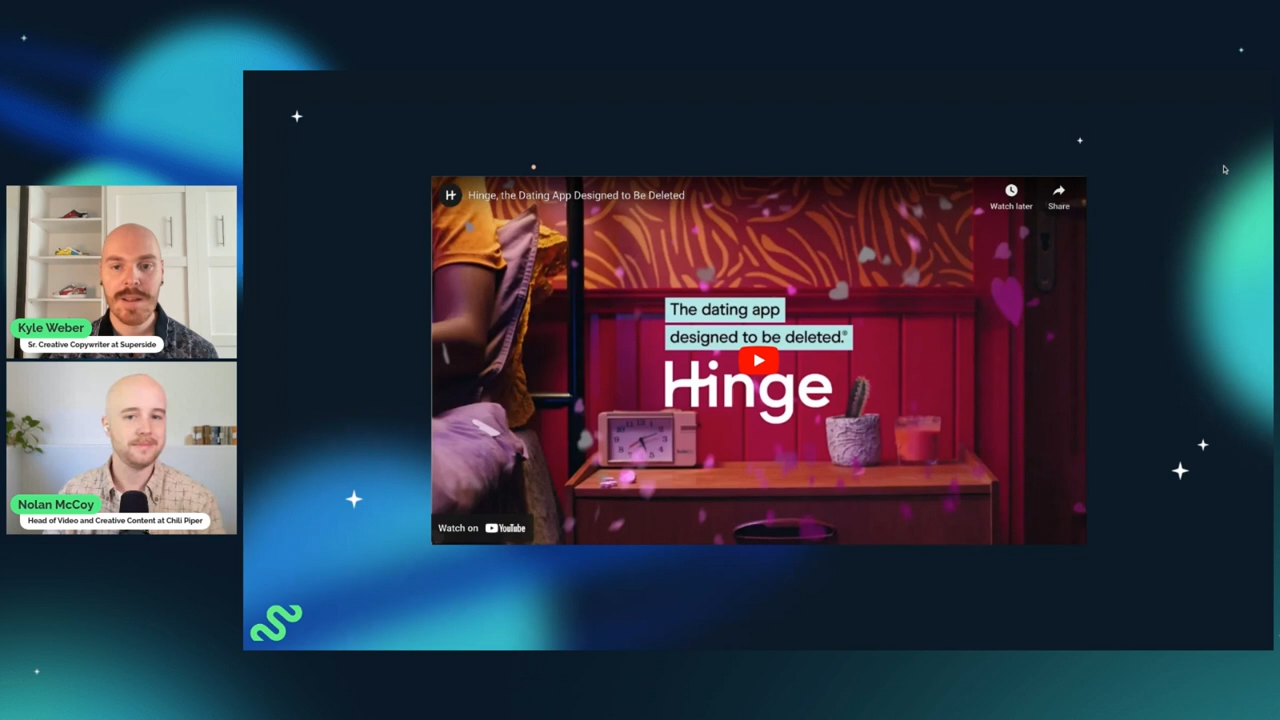 Kyle Weber
Sr. Creative Copywriter at Superside
Nolan McCoy
Head of Video and Creative Content at Chili Piper
Hinge, the Dating App Designed to Be Deleted
Watch later
Share
The dating app
designed to be deleted.®
Hinge
Watch on YouTube